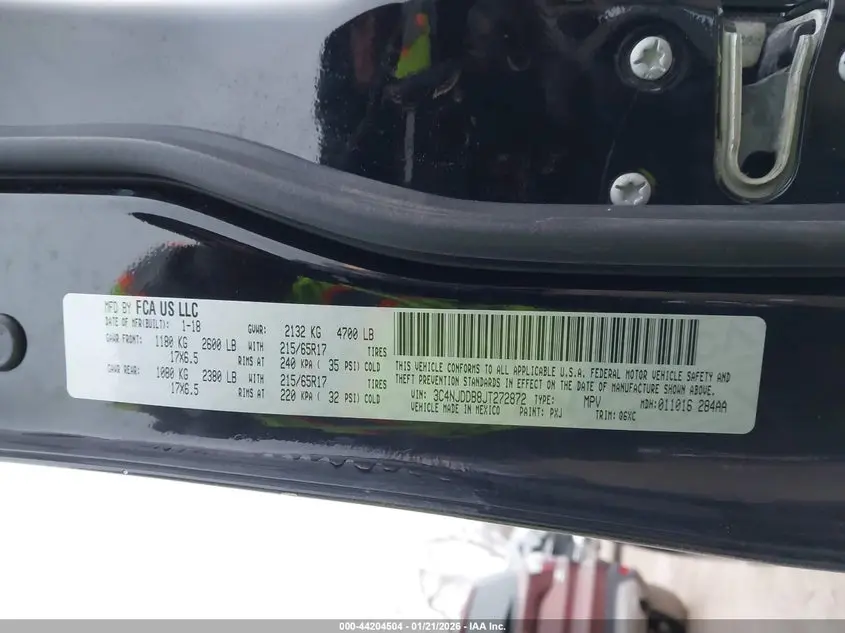 MFD BY FCA US LLC
DATE OF MFR(BUILT): 1-18 GVWR: 2132 KG 4700 LB
GAWR FRONT: 1180 KG 2600 LB WITH 215/65R17 TIRES
17X6.5 RIMS AT 240 KPA ( 35 PSI) COLD
GAWR REAR: 1080 KG 2380 LB WITH 215/65R17 TIRES
17X6.5 RIMS AT 220 KPA ( 32 PSI) COLD
THIS VEHICLE CONFORMS TO ALL APPLICABLE U.S.A. FEDERAL MOTOR VEHICLE SAFETY AND
THEFT PREVENTION STANDARDS IN EFFECT ON THE DATE OF MANUFACTURE SHOWN ABOVE.
VIN: 3C4NJDDB8JT272872 TYPE: MPV MDH:011016 284AA
VEHICLE MADE IN MEXICO PAINT: PXJ TRIM: 06XC
000-44204504 - 01/21/2026 - IAA Inc.